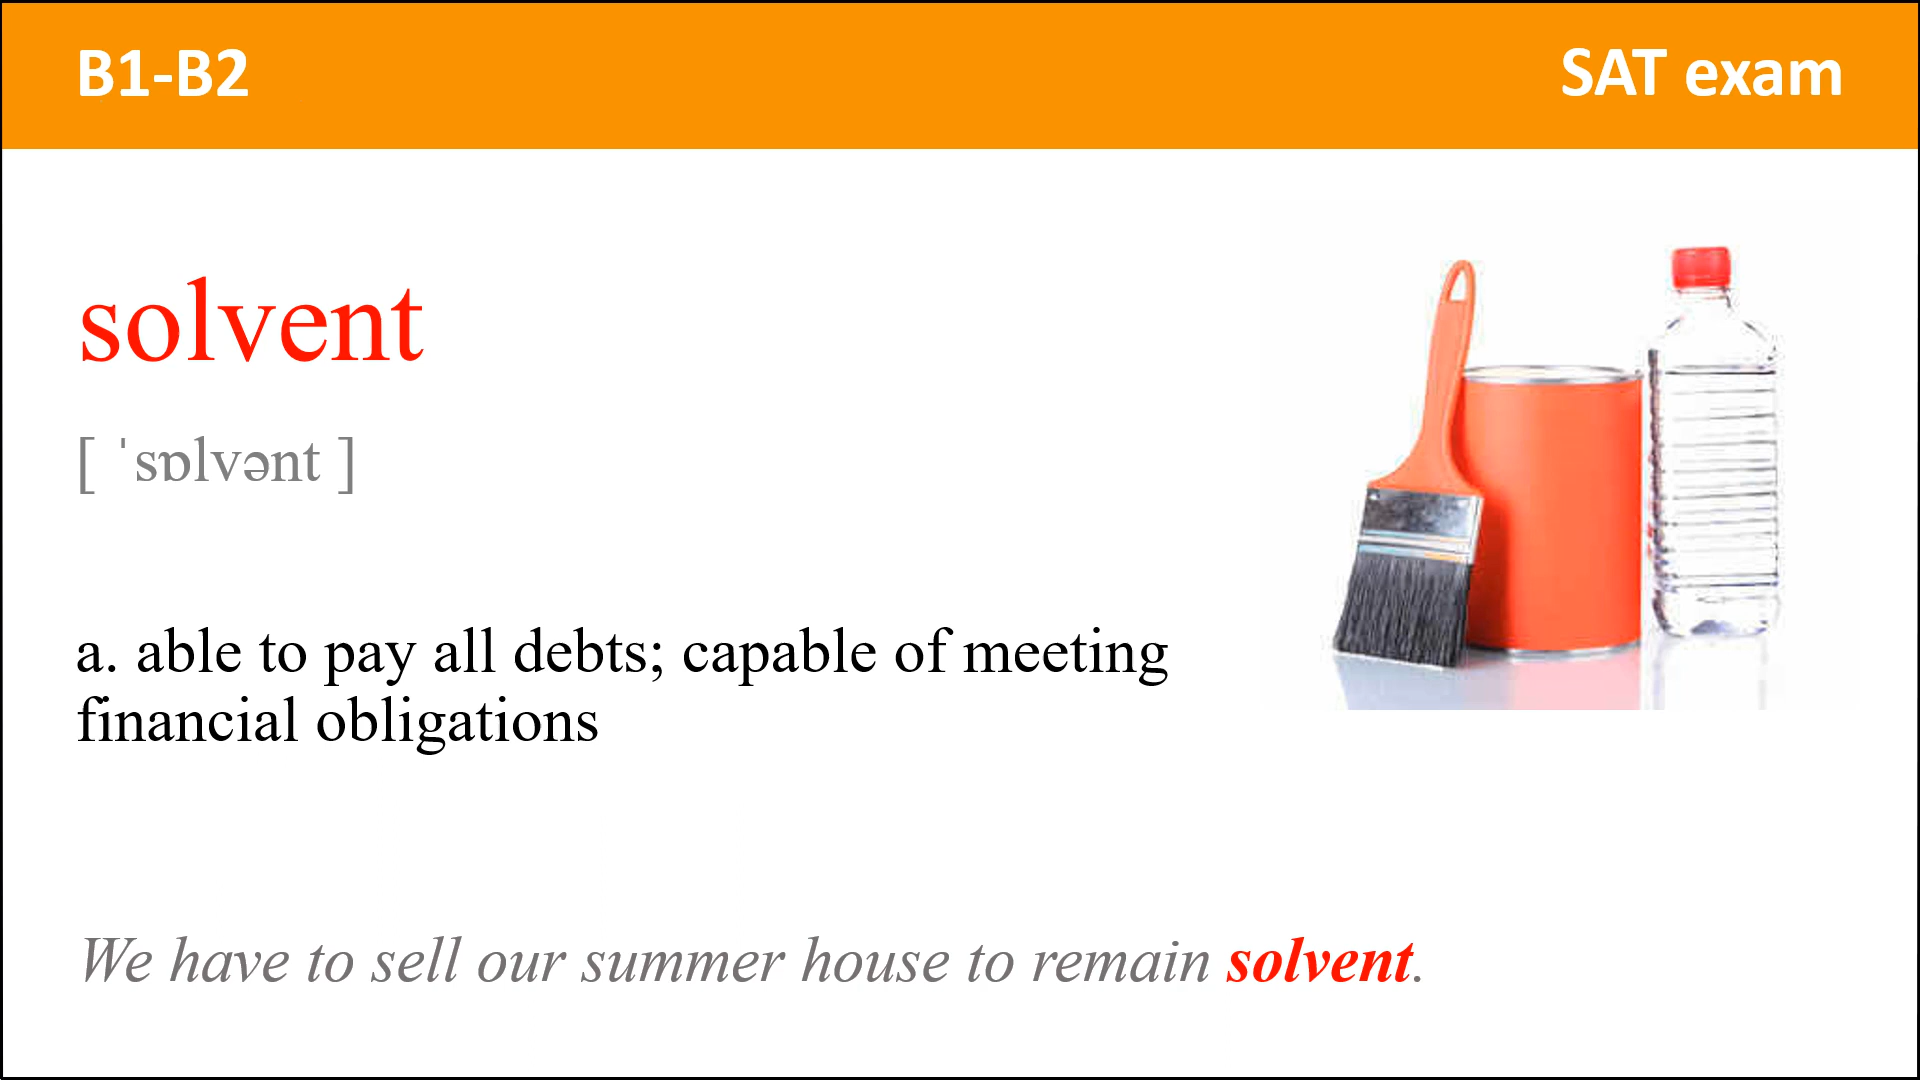 B1-B2
SAT exam
solvent
[ ˈsɒlvənt ]
a. able to pay all debts; capable of meeting
financial obligations
We have to sell our summer house to remain solvent.